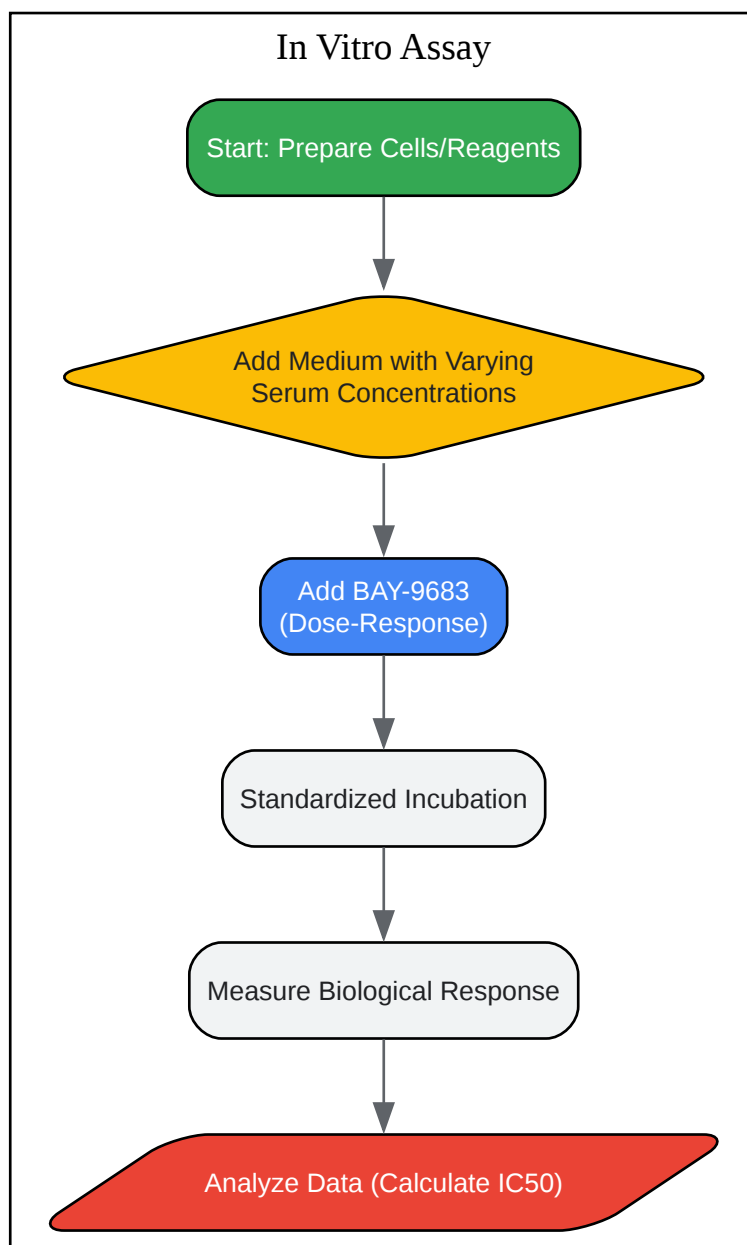 In Vitro Assay
Start: Prepare Cells/Reagents
Add Medium with Varying
Serum Concentrations
Add BAY-9683
(Dose-Response)
Standardized Incubation
Measure Biological Response
Analyze Data (Calculate IC50)